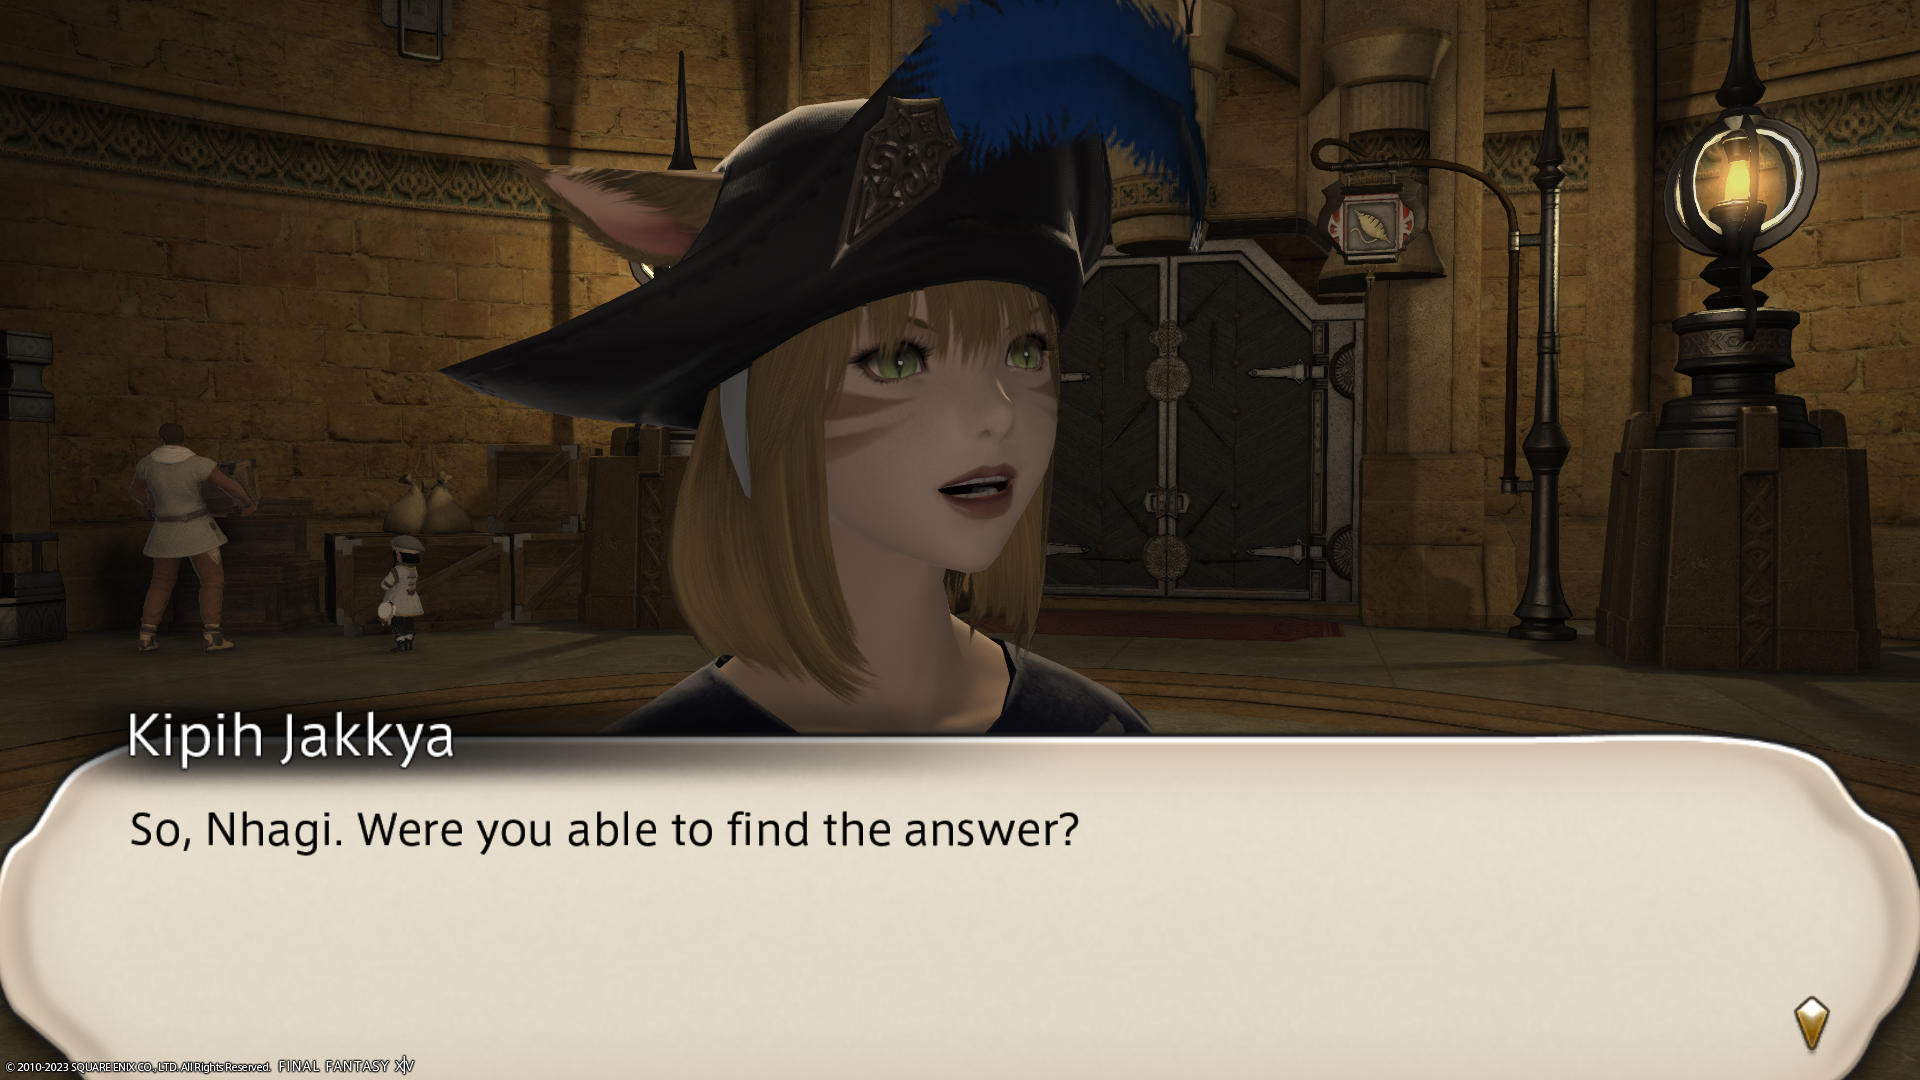 Kipih Jakkya
So, Nhagi. Were you able to find the answer?
© 2010-2023 SQUARE ENIX CO., LTD. All Rights Reserved. FINAL FANTASY XIV